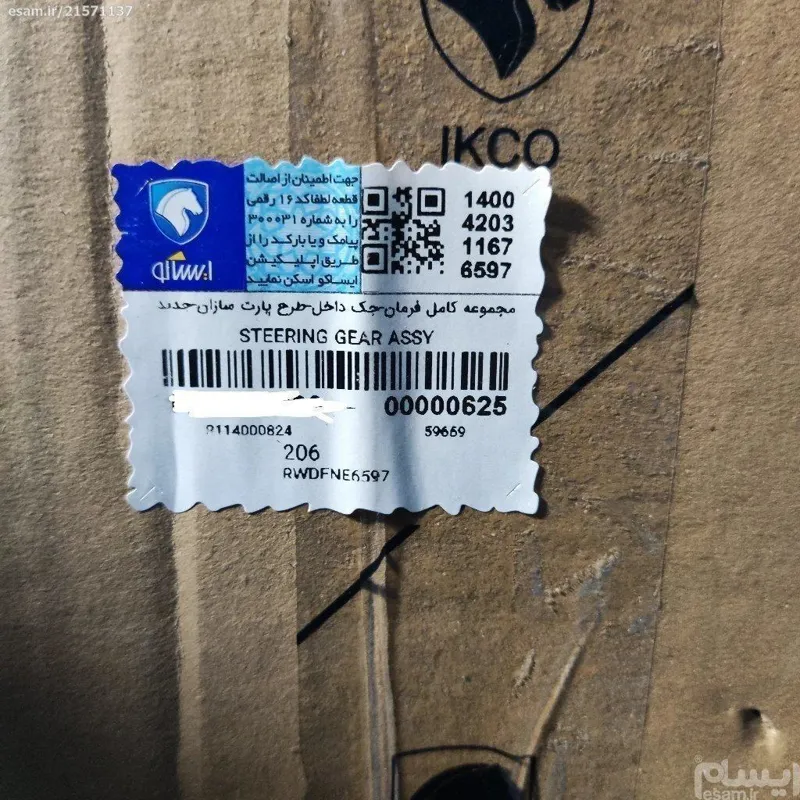 esam.ir/21571137
IKCO
جهت اطمینان از اصالت
قطعه لطفا کد ۱۶ رقمی
را به شماره ۳۰۰۰۳۱
پیامک و یا بارکد را از
طریق اپلیکیشن
ایساکو اسکن نمایید
ایساکو
1400
4203
1167
6597
مجموعه کامل فرمان-جک داخل-طرح پارت سازان-جدید
STEERING GEAR ASSY
00000625
114000824
59669
206
RWDFNE6597
ایسام
esam.ir